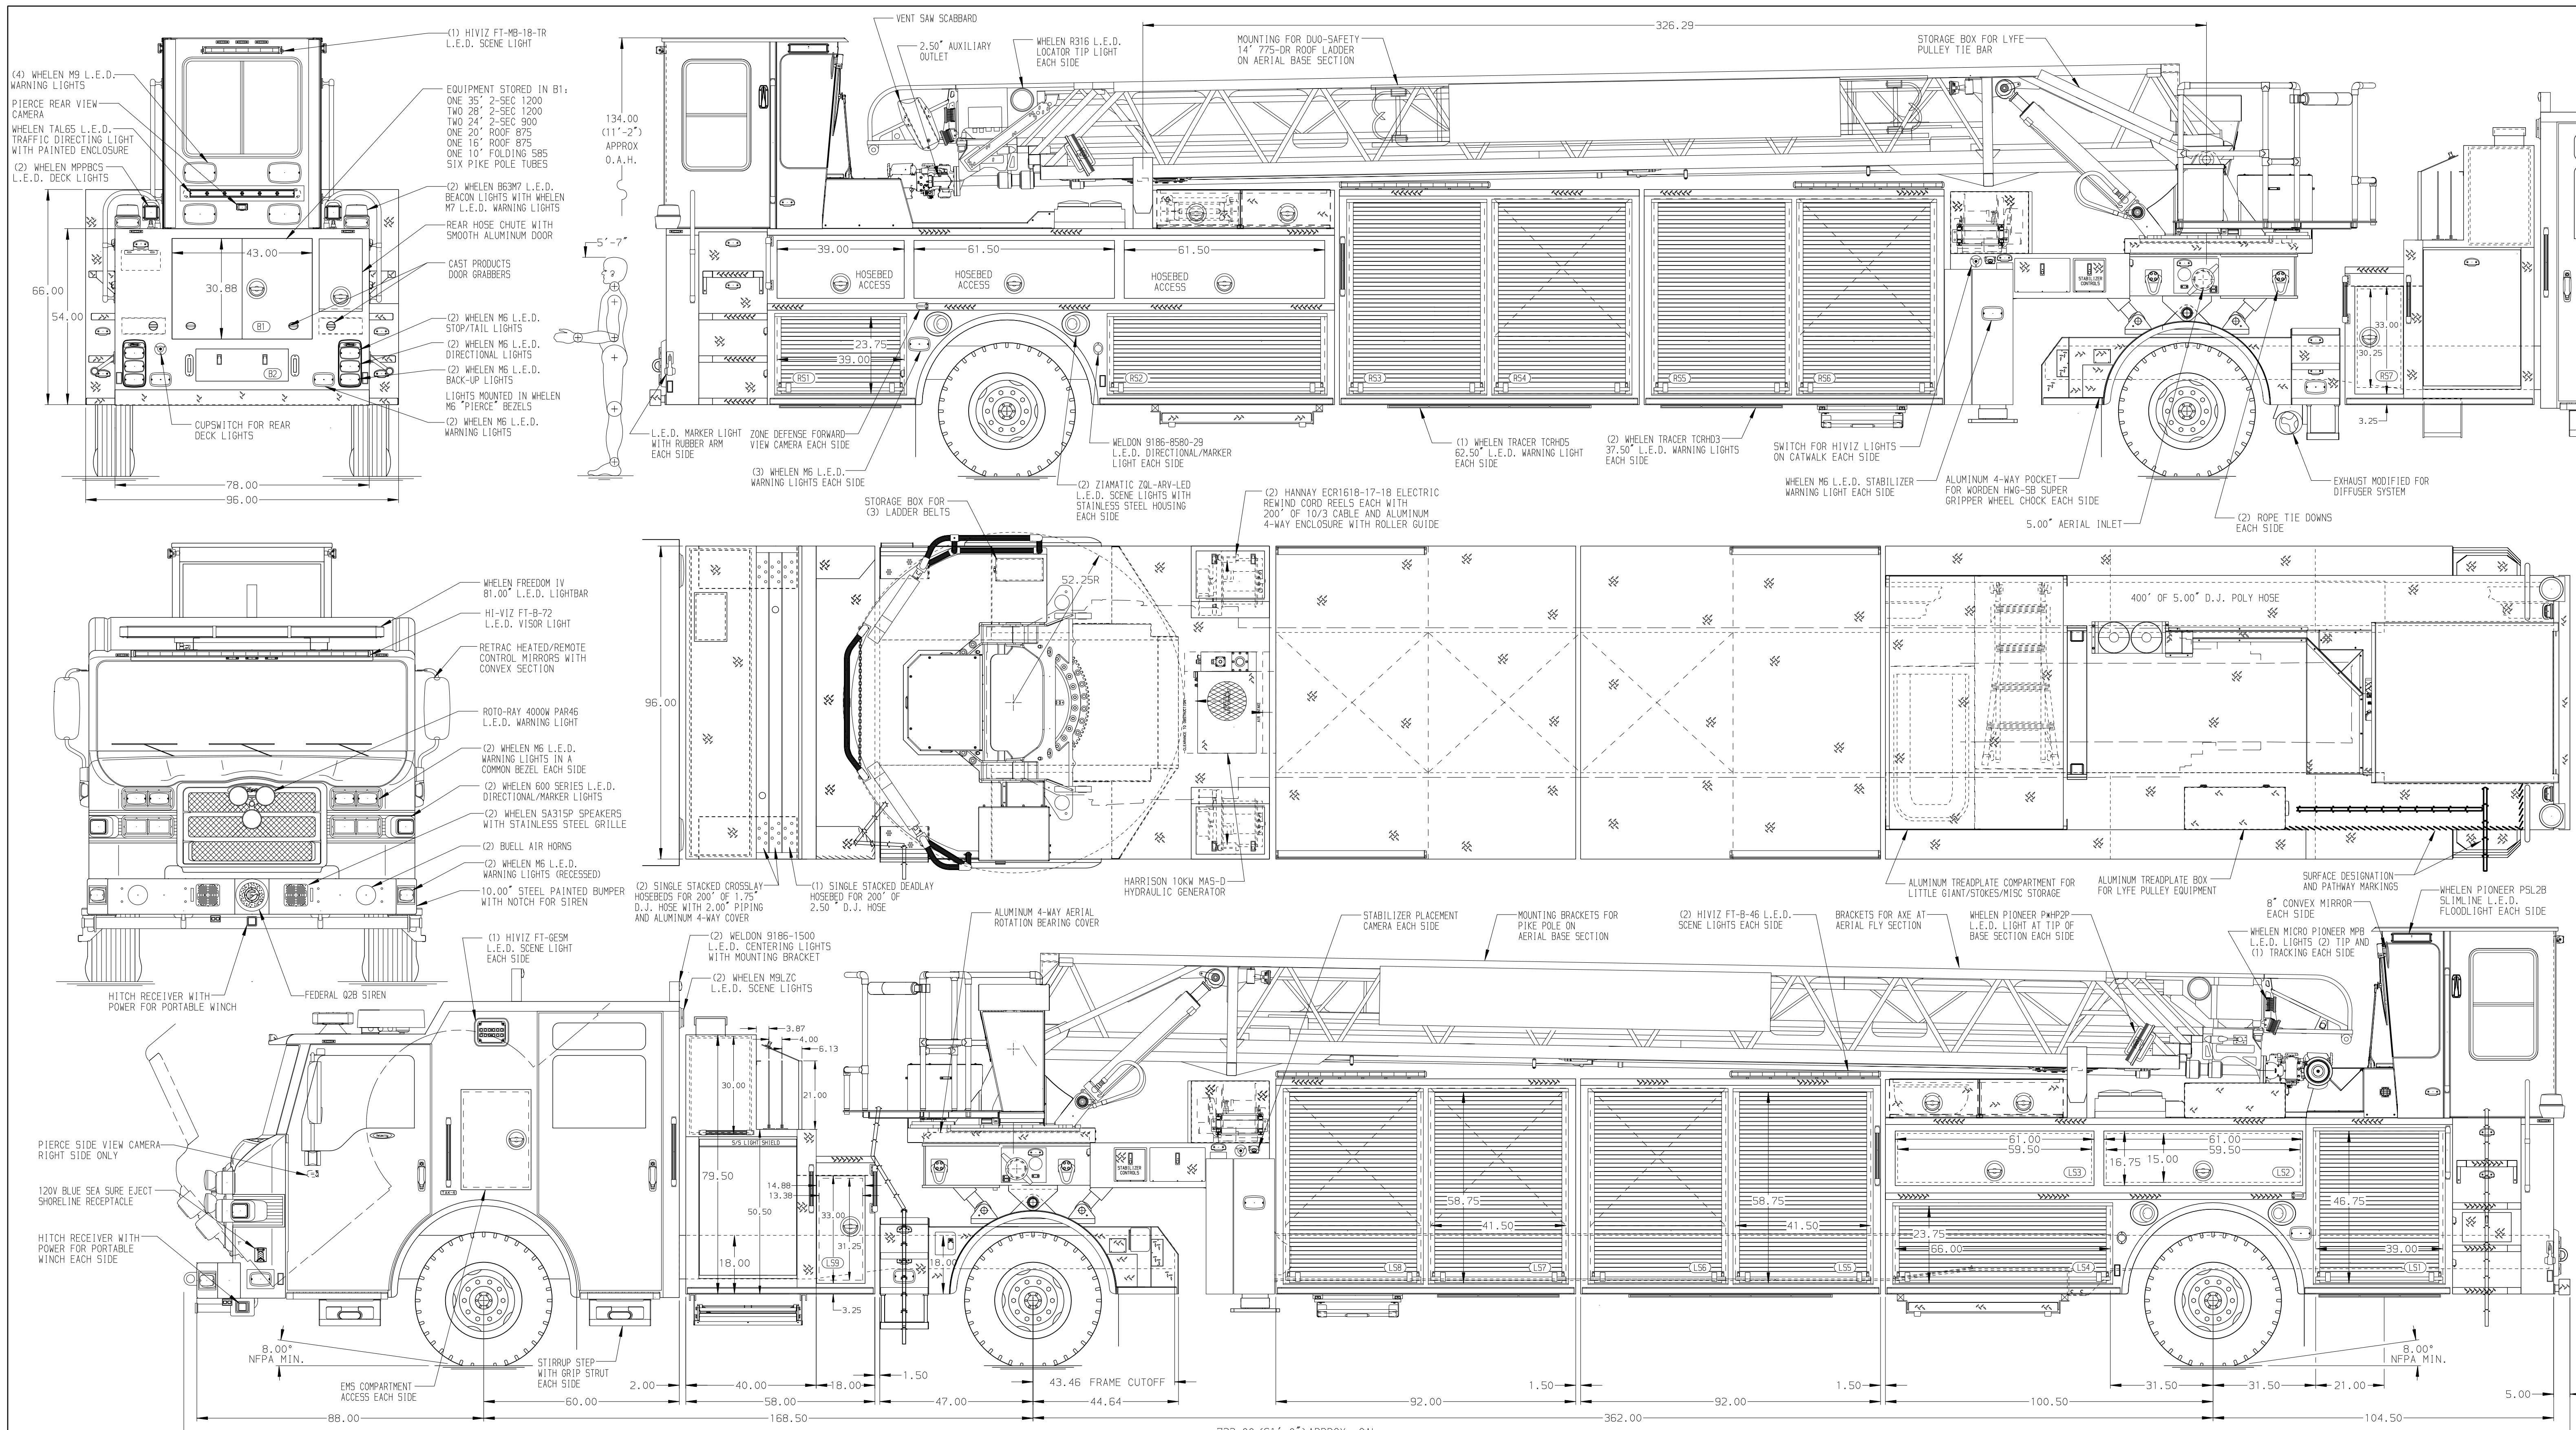 (1) HIVIZ FT-MB-18-TR
L.E.D. SCENE LIGHT
(4) WHELEN M9 L.E.D.
WARNING LIGHTS
PIERCE REAR VIEW
CAMERA
WHELEN TAL65 L.E.D.
TRAFFIC DIRECTING LIGHT
WITH PAINTED ENCLOSURE
(2) WHELEN MPPBCS
L.E.D. DECK LIGHTS
EQUIPMENT STORED IN B1:
ONE 35' 2-SEC 1200
TWO 28' 2-SEC 1200
TWO 24' 2-SEC 900
ONE 20' ROOF 875
ONE 16' ROOF 875
ONE 10' FOLDING 585
SIX PIKE POLE TUBES
(2) WHELEN B63M7 L.E.D.
BEACON LIGHTS WITH WHELEN
M7 L.E.D. WARNING LIGHTS
REAR HOSE CHUTE WITH
SMOOTH ALUMINUM DOOR
CAST PRODUCTS
DOOR GRABBERS
(2) WHELEN M6 L.E.D.
STOP/TAIL LIGHTS
(2) WHELEN M6 L.E.D.
DIRECTIONAL LIGHTS
(2) WHELEN M6 L.E.D.
BACK-UP LIGHTS
LIGHTS MOUNTED IN WHELEN
M6 "PIERCE" BEZELS
(2) WHELEN M6 L.E.D.
WARNING LIGHTS
CUPSWITCH FOR REAR
DECK LIGHTS
43.00
30.88
66.00
54.00
B1
B2
78.00
96.00
134.00
(11'-2")
APPROX
O.A.H.
5'-7"
VENT SAW SCABBARD
2.50" AUXILIARY
OUTLET
WHELEN R316 L.E.D.
LOCATOR TIP LIGHT
EACH SIDE
MOUNTING FOR DUO-SAFETY
14' 775-DR ROOF LADDER
ON AERIAL BASE SECTION
326.29
STORAGE BOX FOR LYFE
PULLEY TIE BAR
39.00
61.50
61.50
HOSEBED
ACCESS
HOSEBED
ACCESS
HOSEBED
ACCESS
23.75
39.00
RS1
RS2
RS3
RS4
RS5
RS6
RS7
STABILIZER
CONTROLS
33.00
30.25
3.25
L.E.D. MARKER LIGHT
WITH RUBBER ARM
EACH SIDE
ZONE DEFENSE FORWARD
VIEW CAMERA EACH SIDE
(3) WHELEN M6 L.E.D.
WARNING LIGHTS EACH SIDE
(2) ZIAMATIC ZQL-ARV-LED
L.E.D. SCENE LIGHTS WITH
STAINLESS STEEL HOUSING
EACH SIDE
WELDON 9186-8580-29
L.E.D. DIRECTIONAL/MARKER
LIGHT EACH SIDE
(1) WHELEN TRACER TCRHD5
62.50" L.E.D. WARNING LIGHT
EACH SIDE
(2) WHELEN TRACER TCRHD3
37.50" L.E.D. WARNING LIGHTS
EACH SIDE
SWITCH FOR HIVIZ LIGHTS
ON CATWALK EACH SIDE
WHELEN M6 L.E.D. STABILIZER
WARNING LIGHT EACH SIDE
ALUMINUM 4-WAY POCKET
FOR WORDEN HWG-SB SUPER
GRIPPER WHEEL CHOCK EACH SIDE
5.00" AERIAL INLET
(2) ROPE TIE DOWNS
EACH SIDE
EXHAUST MODIFIED FOR
DIFFUSER SYSTEM
WHELEN FREEDOM IV
81.00" L.E.D. LIGHTBAR
HI-VIZ FT-B-72
L.E.D. VISOR LIGHT
RETRAC HEATED/REMOTE
CONTROL MIRRORS WITH
CONVEX SECTION
ROTO-RAY 4000W PAR46
L.E.D. WARNING LIGHT
(2) WHELEN M6 L.E.D.
WARNING LIGHTS IN A
COMMON BEZEL EACH SIDE
(2) WHELEN 600 SERIES L.E.D.
DIRECTIONAL/MARKER LIGHTS
(2) WHELEN SA315P SPEAKERS
WITH STAINLESS STEEL GRILLE
(2) BUELL AIR HORNS
(2) WHELEN M6 L.E.D.
WARNING LIGHTS (RECESSED)
10.00" STEEL PAINTED BUMPER
WITH NOTCH FOR SIREN
HITCH RECEIVER WITH
POWER FOR PORTABLE WINCH
FEDERAL Q2B SIREN
STORAGE BOX FOR
(3) LADDER BELTS
(2) HANNAY ECR1618-17-18 ELECTRIC
REWIND CORD REELS EACH WITH
200' OF 10/3 CABLE AND ALUMINUM
4-WAY ENCLOSURE WITH ROLLER GUIDE
96.00
52.25R
400' OF 5.00" D.J. POLY HOSE
(2) SINGLE STACKED CROSSLAY
HOSEBEDS FOR 200' OF 1.75"
D.J. HOSE WITH 2.00" PIPING
AND ALUMINUM 4-WAY COVER
(1) SINGLE STACKED DEADLAY
HOSEBED FOR 200' OF
2.50" D.J. HOSE
HARRISON 10KW MAS-D
HYDRAULIC GENERATOR
ALUMINUM TREADPLATE COMPARTMENT FOR
LITTLE GIANT/STOKES/MISC STORAGE
ALUMINUM TREADPLATE BOX
FOR LYFE PULLEY EQUIPMENT
SURFACE DESIGNATION
AND PATHWAY MARKINGS
(1) HIVIZ FT-GESM
L.E.D. SCENE LIGHT
EACH SIDE
(2) WELDON 9186-1500
L.E.D. CENTERING LIGHTS
WITH MOUNTING BRACKET
(2) WHELEN M9LZC
L.E.D. SCENE LIGHTS
ALUMINUM 4-WAY AERIAL
ROTATION BEARING COVER
STABILIZER PLACEMENT
CAMERA EACH SIDE
MOUNTING BRACKETS FOR
PIKE POLE ON
AERIAL BASE SECTION
(2) HIVIZ FT-B-46 L.E.D.
SCENE LIGHTS EACH SIDE
BRACKETS FOR AXE AT
AERIAL FLY SECTION
WHELEN PIONEER P*HP2P
L.E.D. LIGHT AT TIP OF
BASE SECTION EACH SIDE
WHELEN MICRO PIONEER MPB
L.E.D. LIGHTS (2) TIP AND
(1) TRACKING EACH SIDE
8" CONVEX MIRROR
EACH SIDE
WHELEN PIONEER PSL2B
SLIMLINE L.E.D.
FLOODLIGHT EACH SIDE
PIERCE SIDE VIEW CAMERA
RIGHT SIDE ONLY
120V BLUE SEA SURE EJECT
SHORELINE RECEPTACLE
HITCH RECEIVER WITH
POWER FOR PORTABLE
WINCH EACH SIDE
8.00°
NFPA MIN.
EMS COMPARTMENT
ACCESS EACH SIDE
STIRRUP STEP
WITH GRIP STRUT
EACH SIDE
3.87
4.00
6.13
30.00
21.00
S/S LIGHTSHIELD
79.50
50.50
18.00
14.88
13.38
33.00
31.25
LS9
18.00
3.25
STABILIZER
CONTROLS
58.75
41.50
58.75
41.50
LS8
LS7
LS6
LS5
61.00
59.50
LS3
16.75
15.00
61.00
59.50
LS2
23.75
66.00
LS4
46.75
39.00
LS1
8.00°
NFPA MIN.
2.00
40.00
18.00
1.50
43.46 FRAME CUTOFF
1.50
1.50
31.50
31.50
21.00
5.00
60.00
58.00
47.00
44.64
92.00
92.00
100.50
88.00
168.50
362.00
104.50